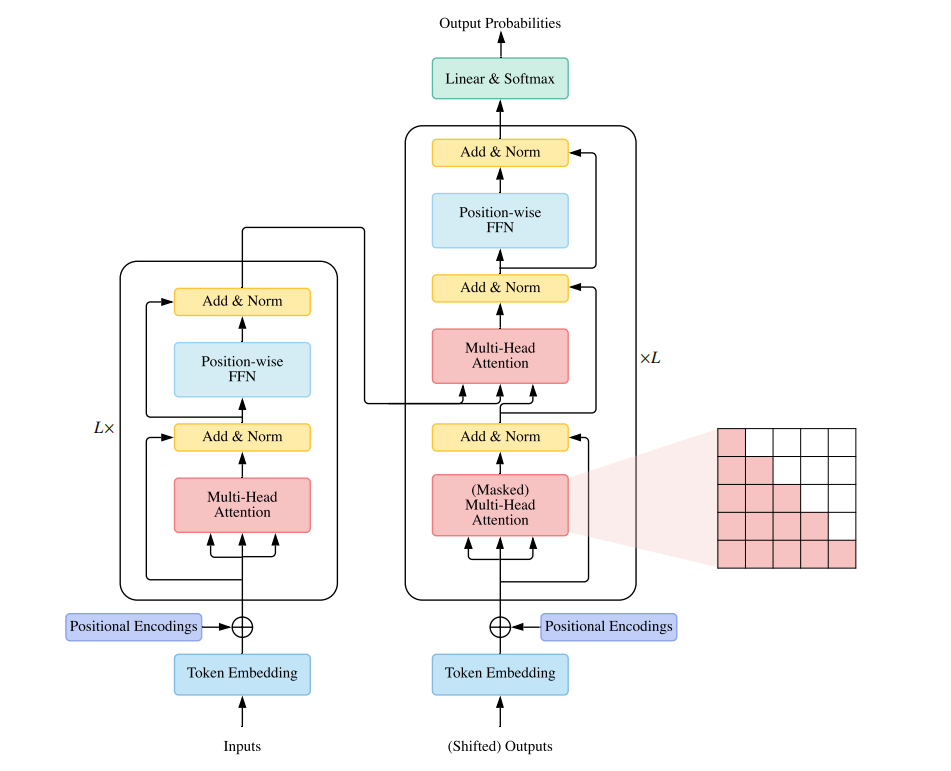 Output Probabilities
Linear & Softmax
Add & Norm
Position-wise
FFN
Add & Norm
Multi-Head
Attention
×L
Add & Norm
(Masked)
Multi-Head
Attention
Positional Encodings
Token Embedding
(Shifted) Outputs
Add & Norm
Position-wise
FFN
L×
Add & Norm
Multi-Head
Attention
Positional Encodings
Token Embedding
Inputs